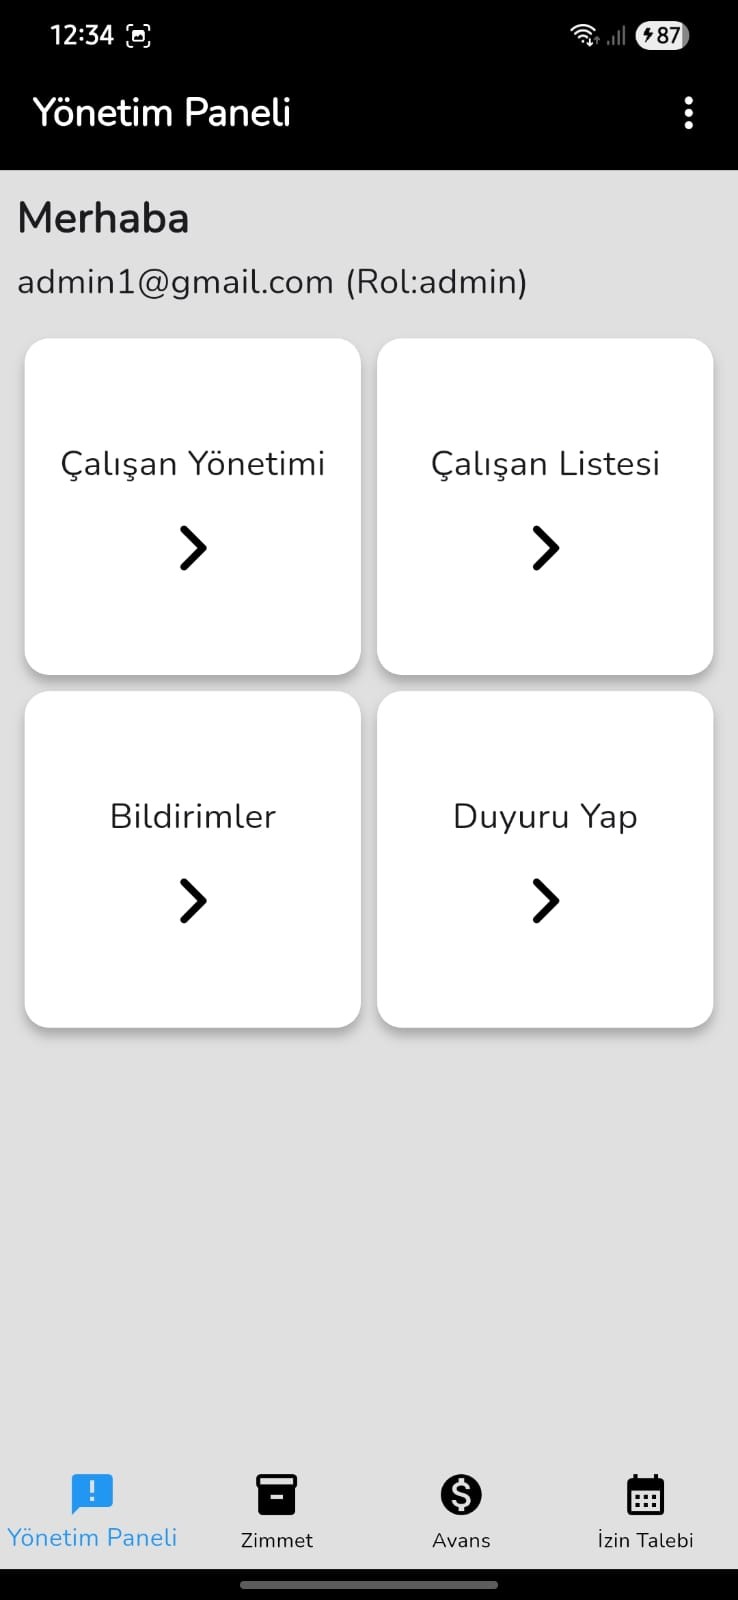 12:34
87
Yönetim Paneli
Merhaba
admin1@gmail.com (Rol:admin)
Çalışan Yönetimi
Çalışan Listesi
Bildirimler
Duyuru Yap
Yönetim Paneli
Zimmet
Avans
İzin Talebi